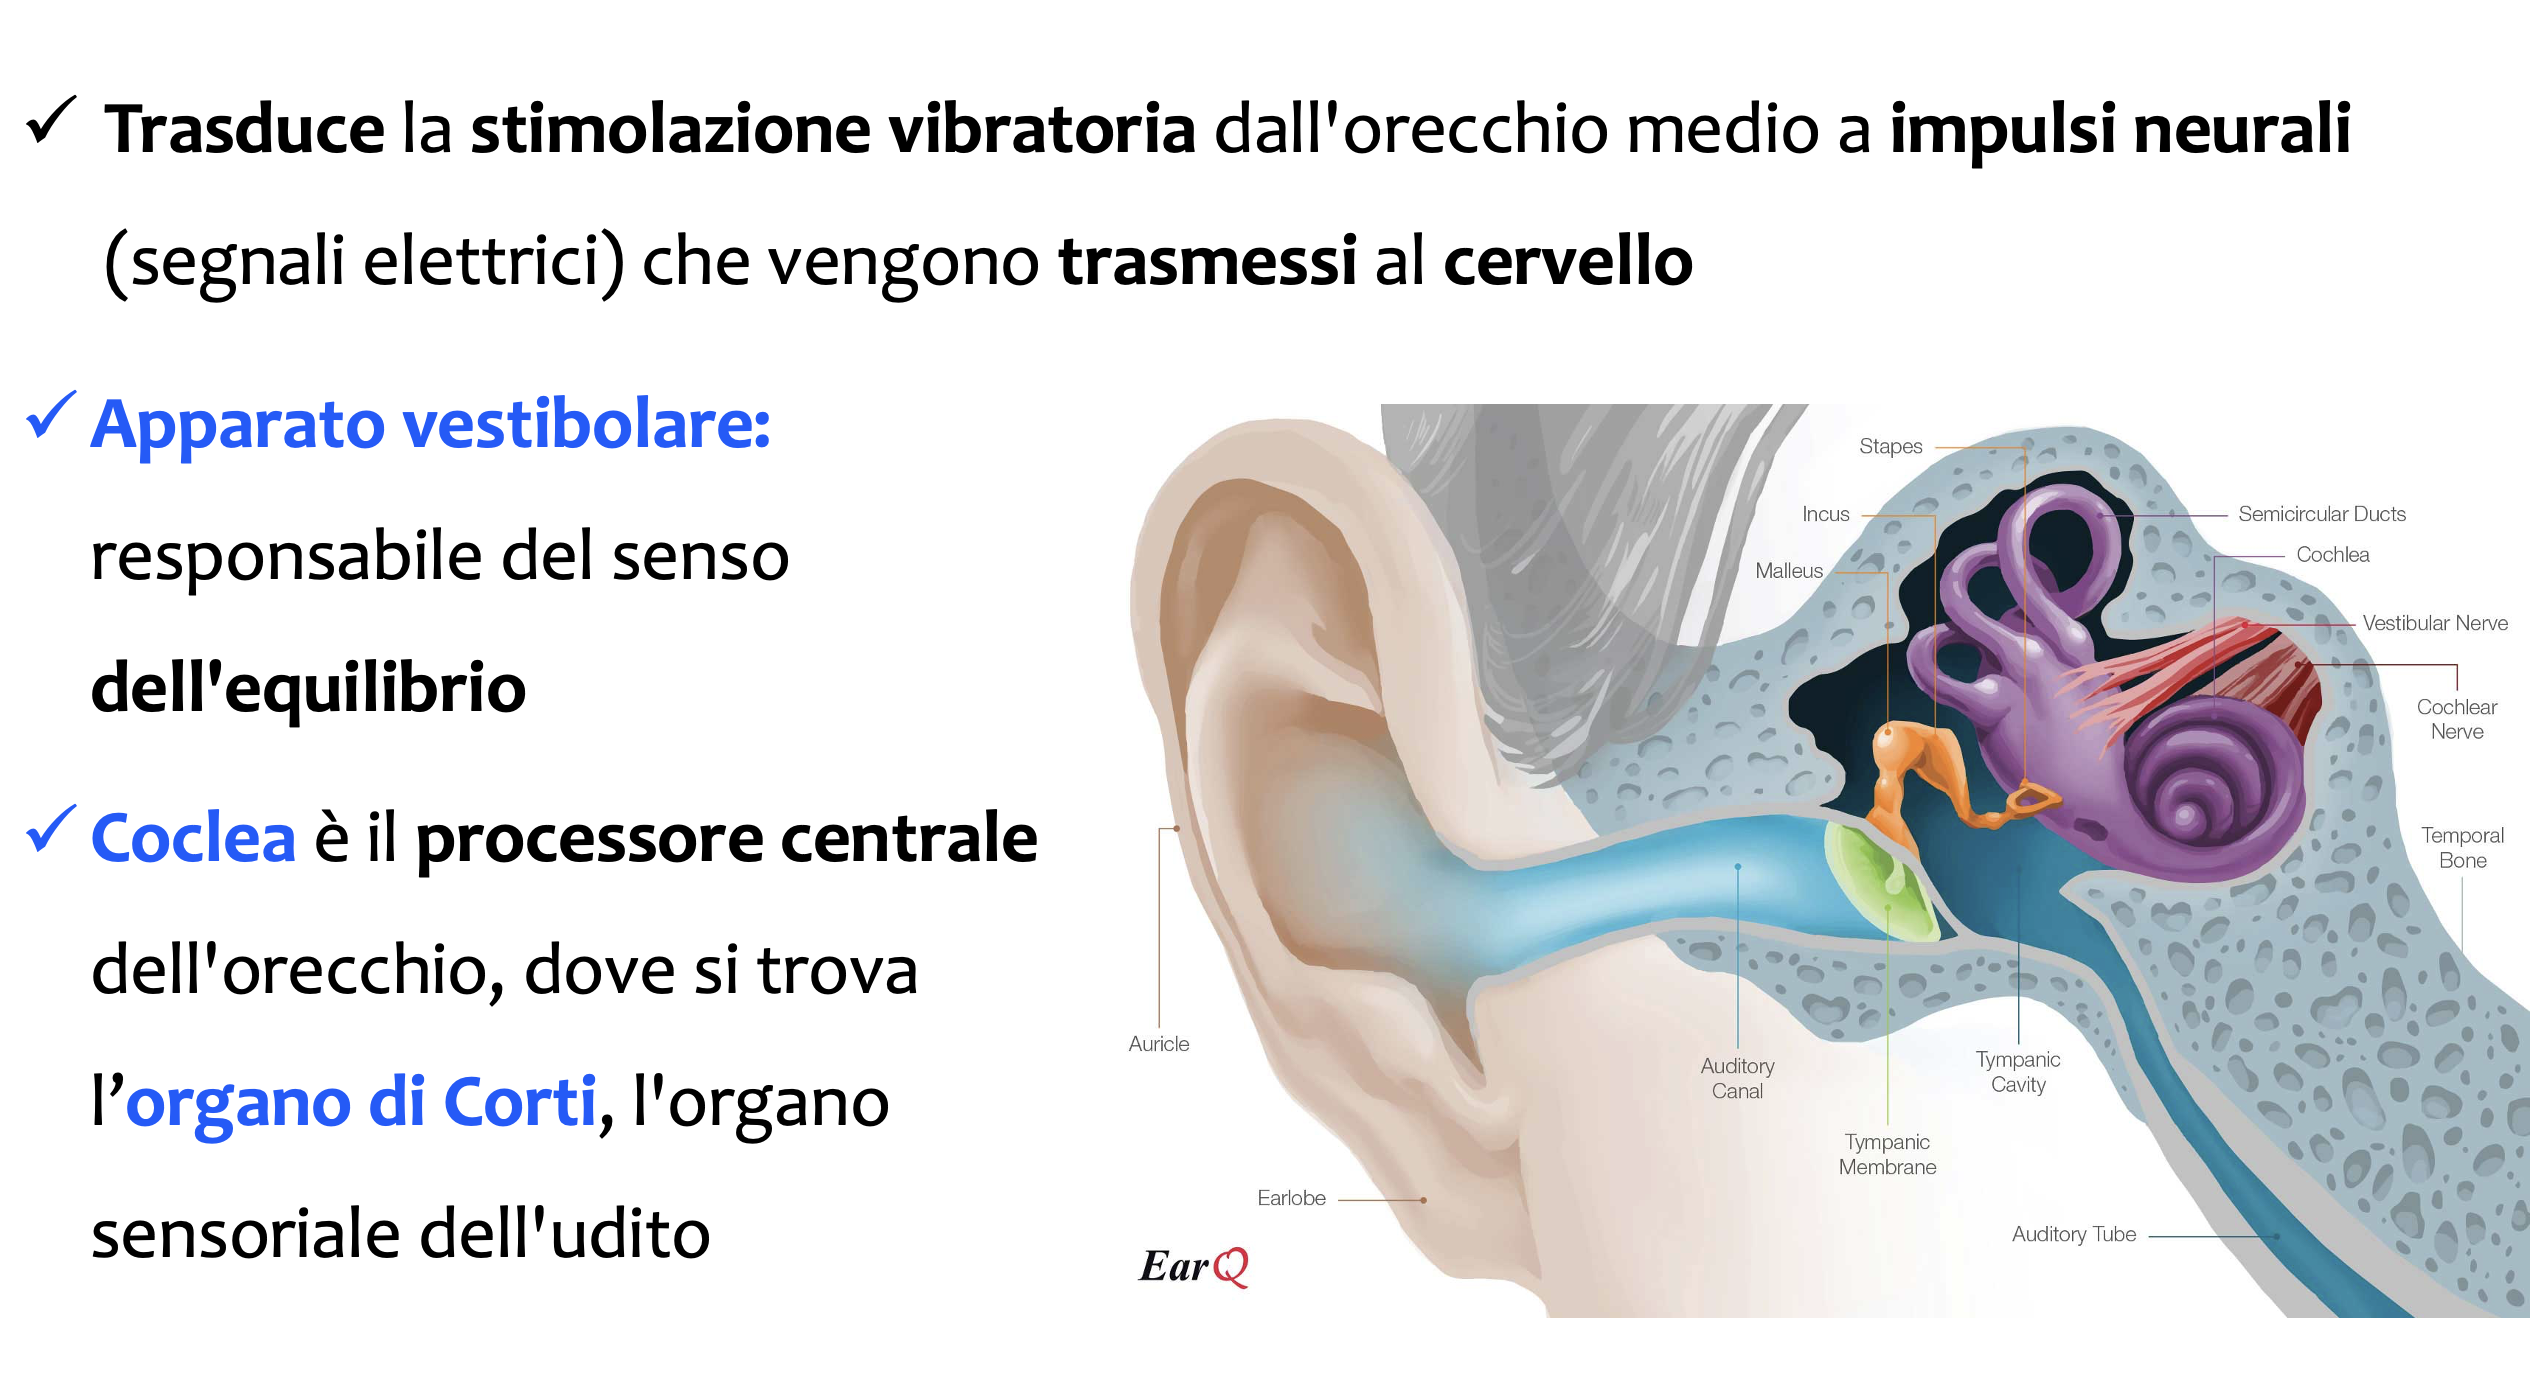 ✓ Trasduce la stimolazione vibratoria dall'orecchio medio a impulsi neurali
(segnali elettrici) che vengono trasmessi al cervello
✓ Apparato vestibolare:
responsabile del senso
dell'equilibrio
✓ Coclea è il processore centrale
dell'orecchio, dove si trova
l’organo di Corti, l'organo
sensoriale dell'udito
Stapes
Incus
Malleus
Semicircular Ducts
Cochlea
Vestibular Nerve
Cochlear
Nerve
Temporal
Bone
Auricle
Auditory
Canal
Tympanic
Cavity
Tympanic
Membrane
Earlobe
Auditory Tube
EarQ